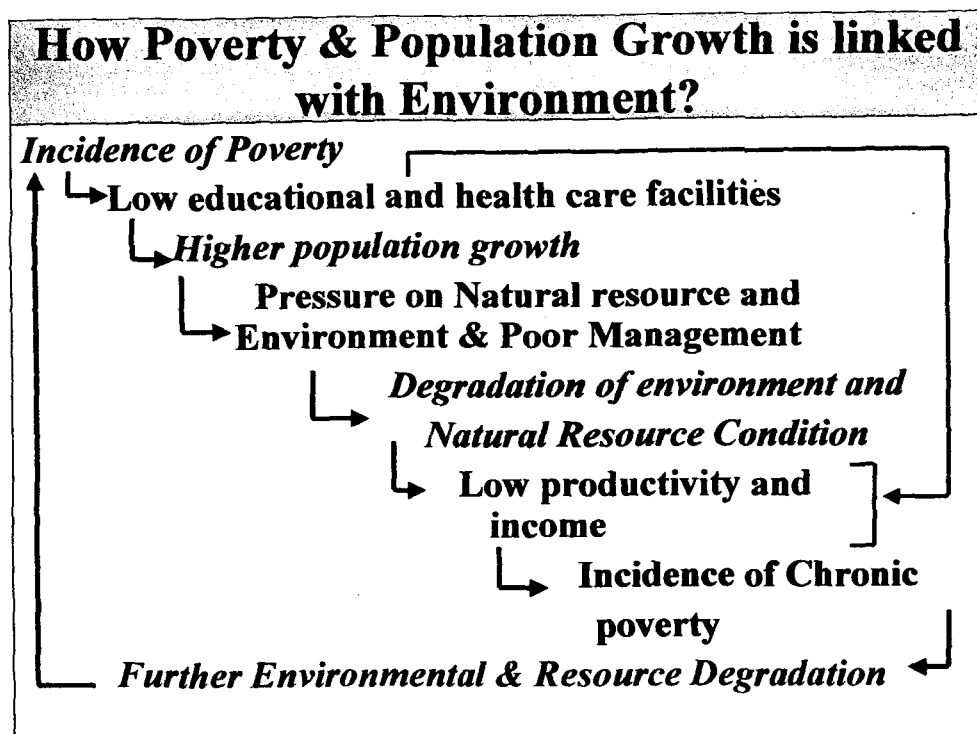 How Poverty & Population Growth is linked
with Environment?
Incidence of Poverty
Low educational and health care facilities
Higher population growth
Pressure on Natural resource and
Environment & Poor Management
Degradation of environment and
Natural Resource Condition
Low productivity and
income
Incidence of Chronic
poverty
Further Environmental & Resource Degradation